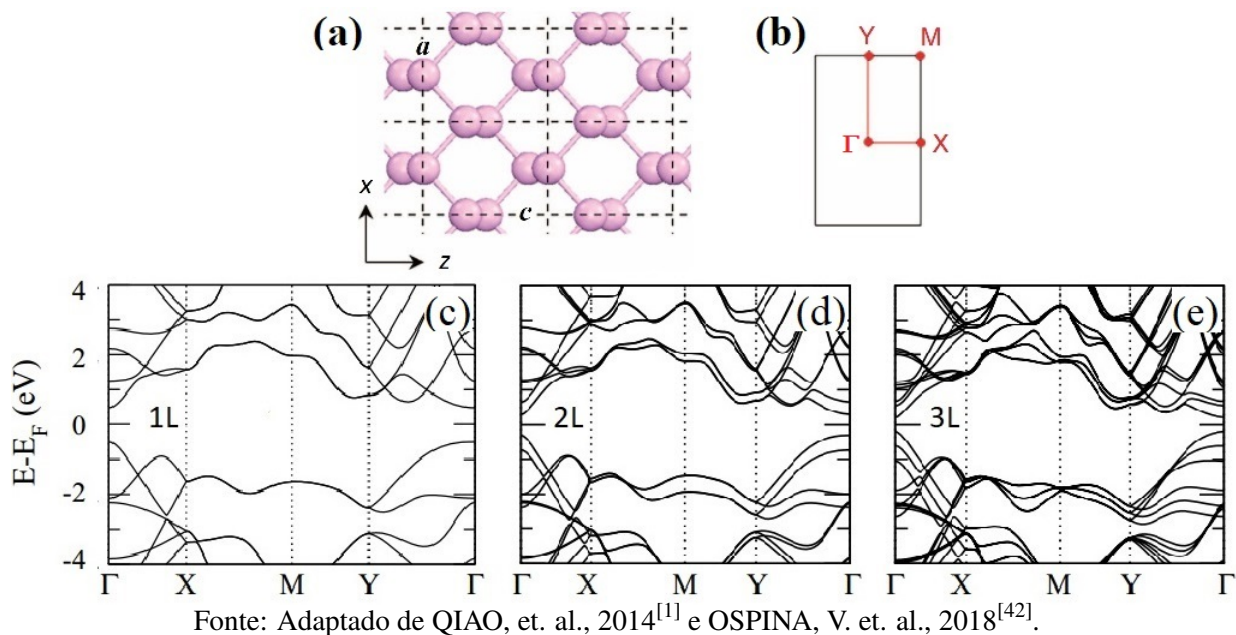 (a)
a
c
x
z
(b)
Y M
Γ X
E-E_F (eV)
4
2
0
-2
-4
(c)
1L
Γ X M Y Γ
(d)
2L
Γ X M Y Γ
(e)
3L
Γ X M Y Γ
Fonte: Adaptado de QIAO, et. al., 2014[1] e OSPINA, V. et. al., 2018[42].